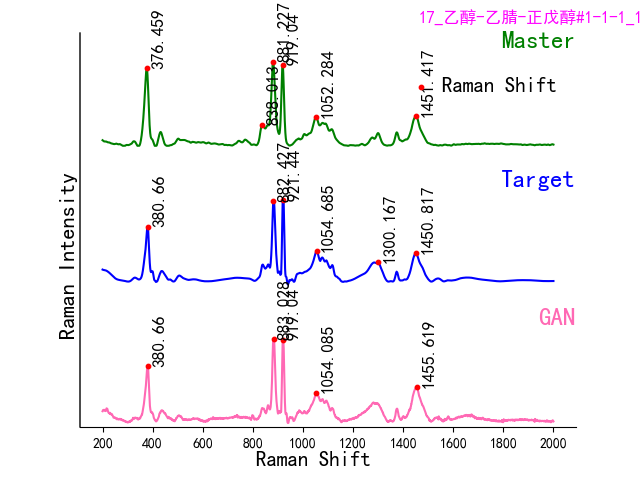 17_乙醇-乙腈-正戊醇#1-1-1_1
Master
376.459
838.013
881.227
919.04
1052.284
1451.417
Raman Shift
Target
380.66
882.427
921.44
1054.685
1300.167
1450.817
GAN
380.66
883.028
919.04
1054.085
1455.619
Raman Intensity
200 400 600 800 1000 1200 1400 1600 1800 2000
Raman Shift